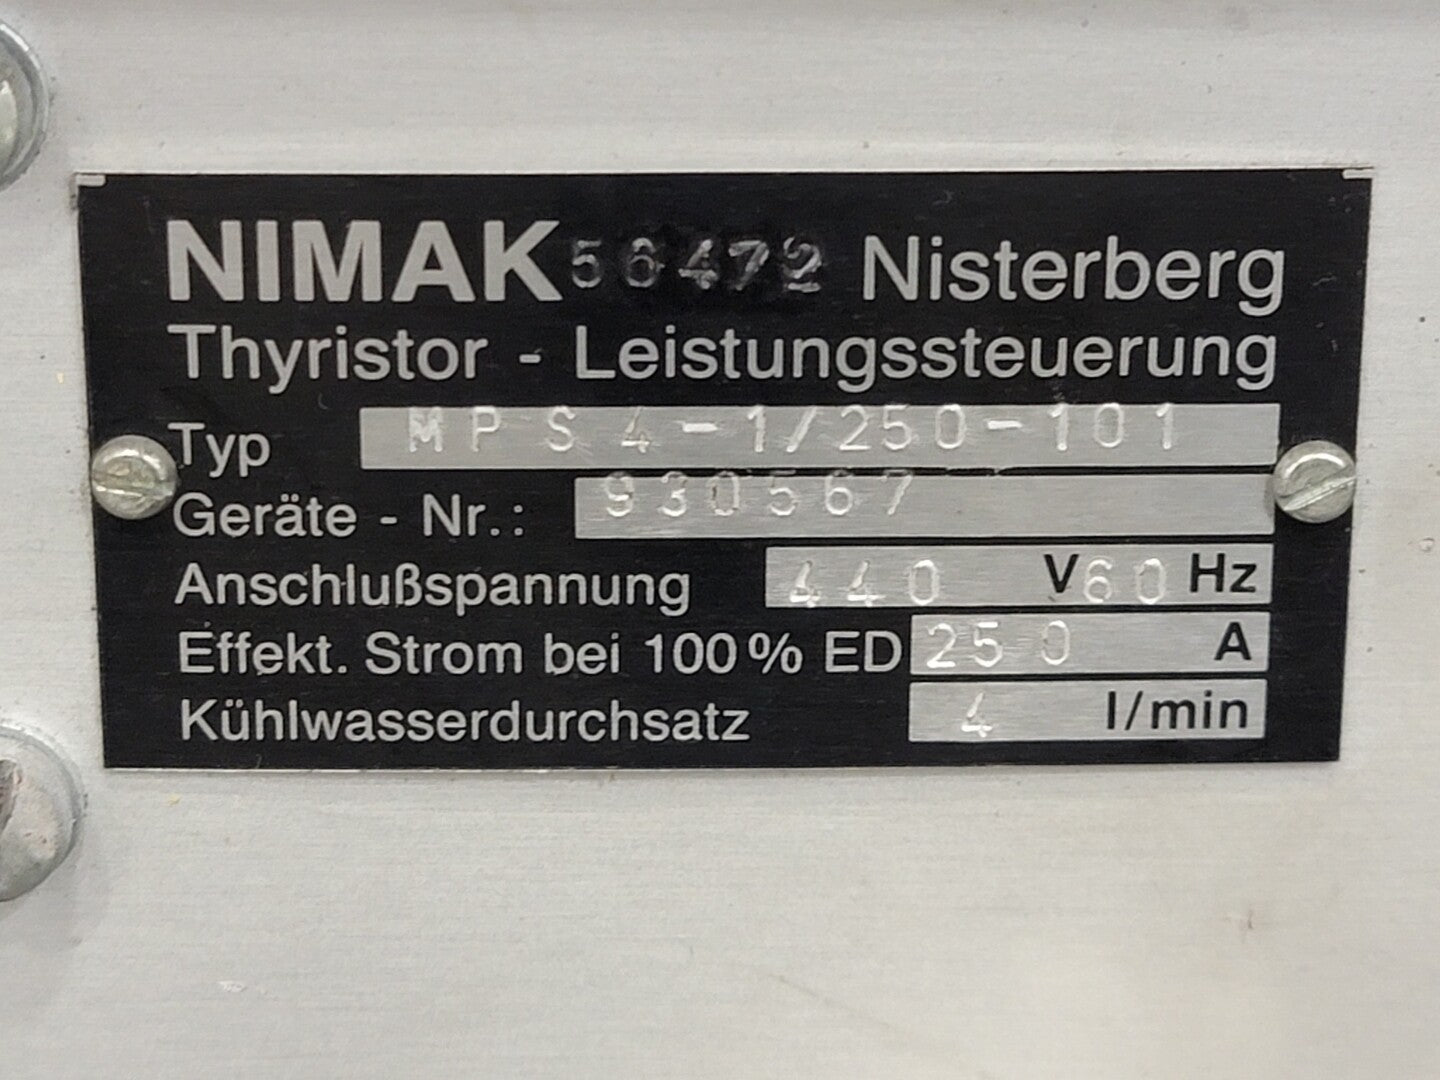 NIMAK 56472 Nisterberg
Thyristor - Leistungssteuerung
Typ MPS 4-1/250-101
Geräte - Nr.: 930567
Anschlußspannung 440 V 60 Hz
Effekt. Strom bei 100% ED 250 A
Kühlwasserdurchsatz 4 l/min